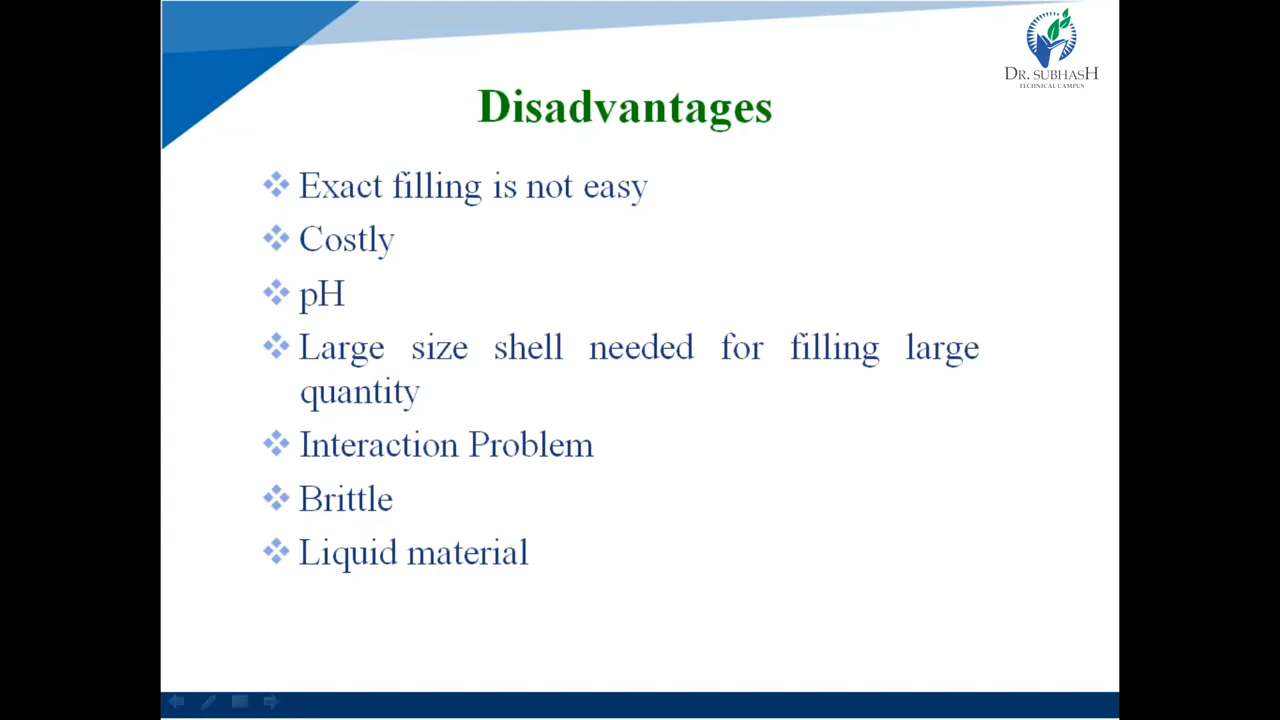 DR. SUBHASH
TECHNICAL CAMPUS
Disadvantages
Exact filling is not easy
Costly
pH
Large size shell needed for filling large
quantity
Interaction Problem
Brittle
Liquid material